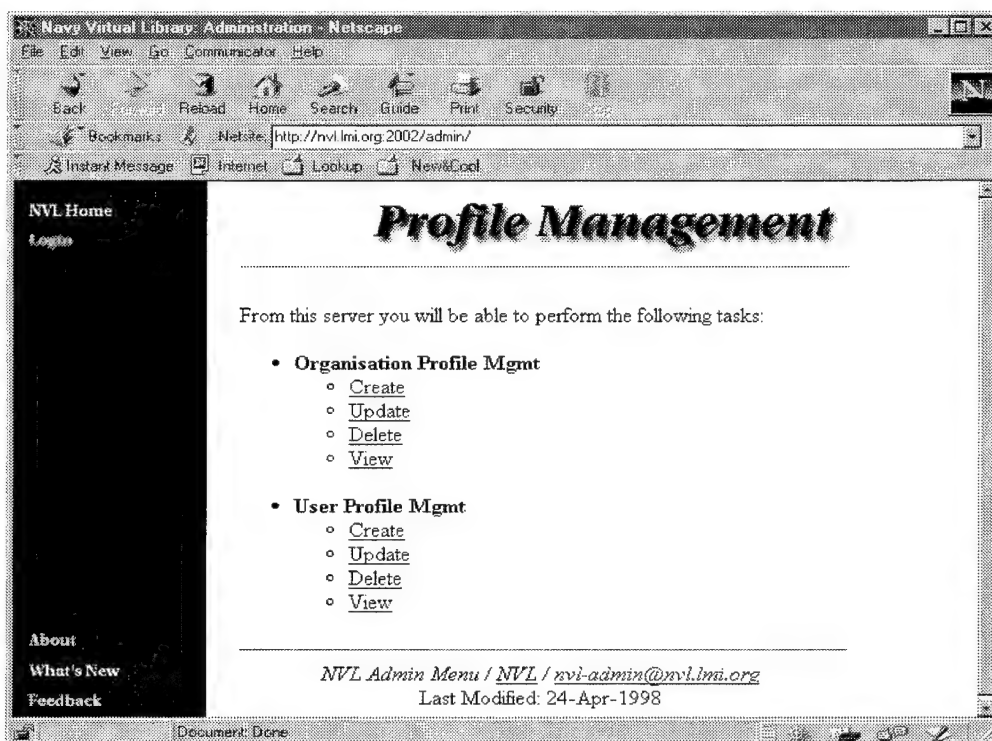 Navy Virtual Library: Administration - Netscape
File Edit View Go Communicator Help
Back Forward Reload Home Search Guide Print Security Stop
Bookmarks Netsite: http://nvl.lmi.org:2002/admin/
Instant Message Internet Lookup New&Cool
NVL Home
Login
Profile Management
From this server you will be able to perform the following tasks:
• Organisation Profile Mgmt
○ Create
○ Update
○ Delete
○ View
• User Profile Mgmt
○ Create
○ Update
○ Delete
○ View
About
What's New
Feedback
NVL Admin Menu / NVL / nvl-admin@nvl.lmi.org
Last Modified: 24-Apr-1998
Document: Done